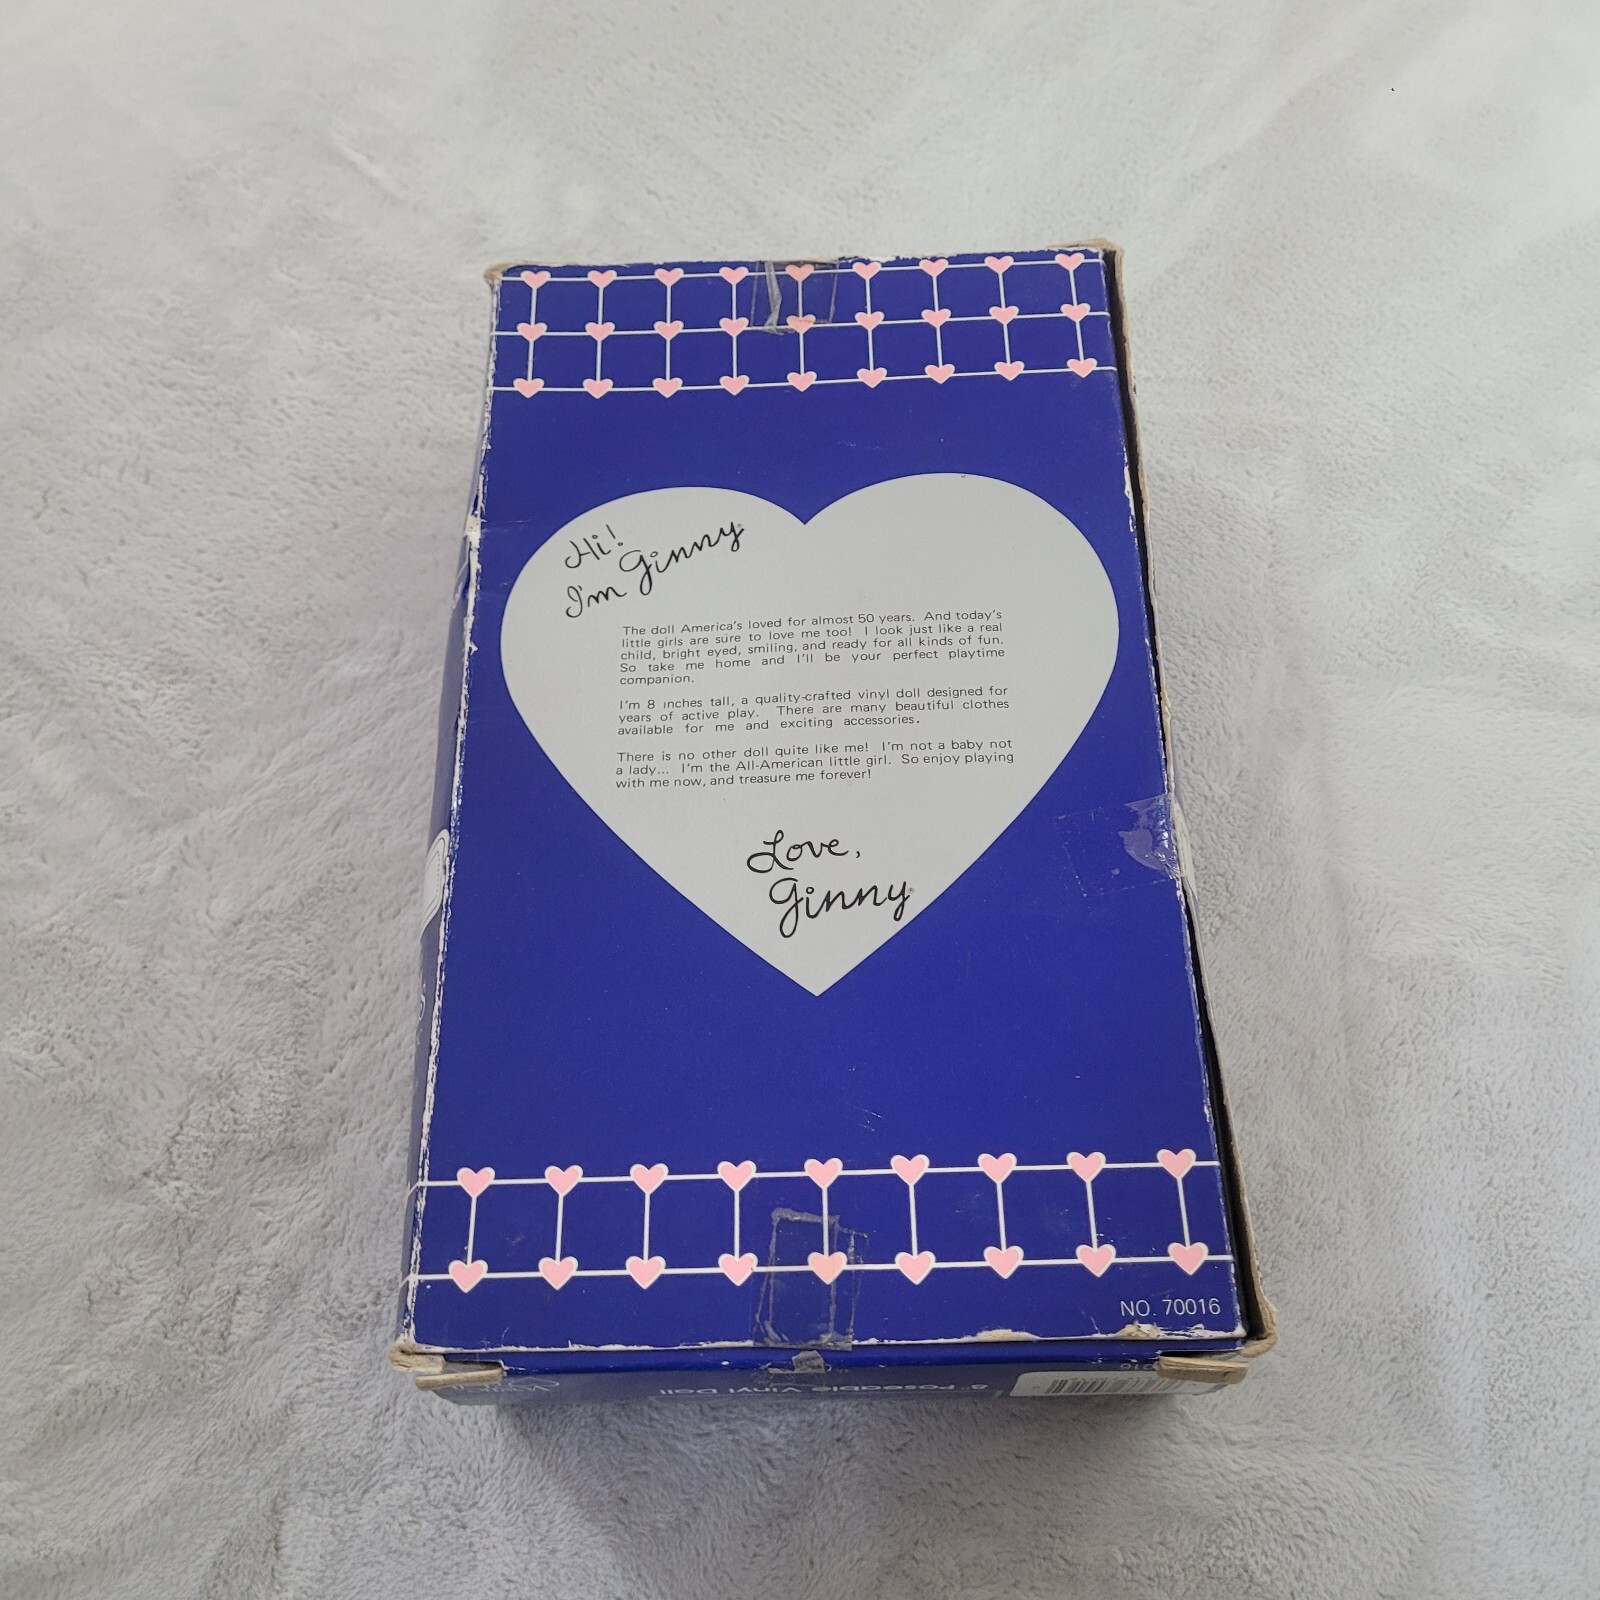 Hi!
I'm Ginny®
The doll America's loved for almost 50 years. And today's
little girls are sure to love me too! I look just like a real
child, bright eyed, smiling, and ready for all kinds of fun.
So take me home and I'll be your perfect playtime
companion.
I'm 8 inches tall, a quality-crafted vinyl doll designed for
years of active play. There are many beautiful clothes
available for me and exciting accessories.
There is no other doll quite like me! I'm not a baby not
a lady... I'm the All-American little girl. So enjoy playing
with me now, and treasure me forever!
Love,
Ginny®
NO. 70016
Poseable Vinyl Doll